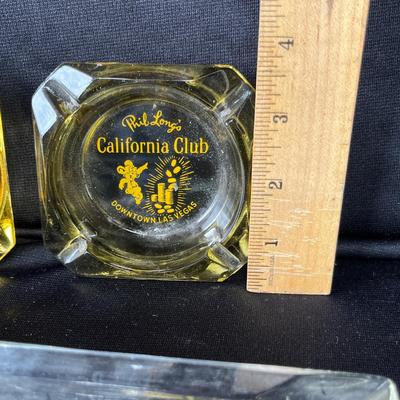 Phil Long's
California Club
DOWNTOWN LAS VEGAS
4
3
2
1